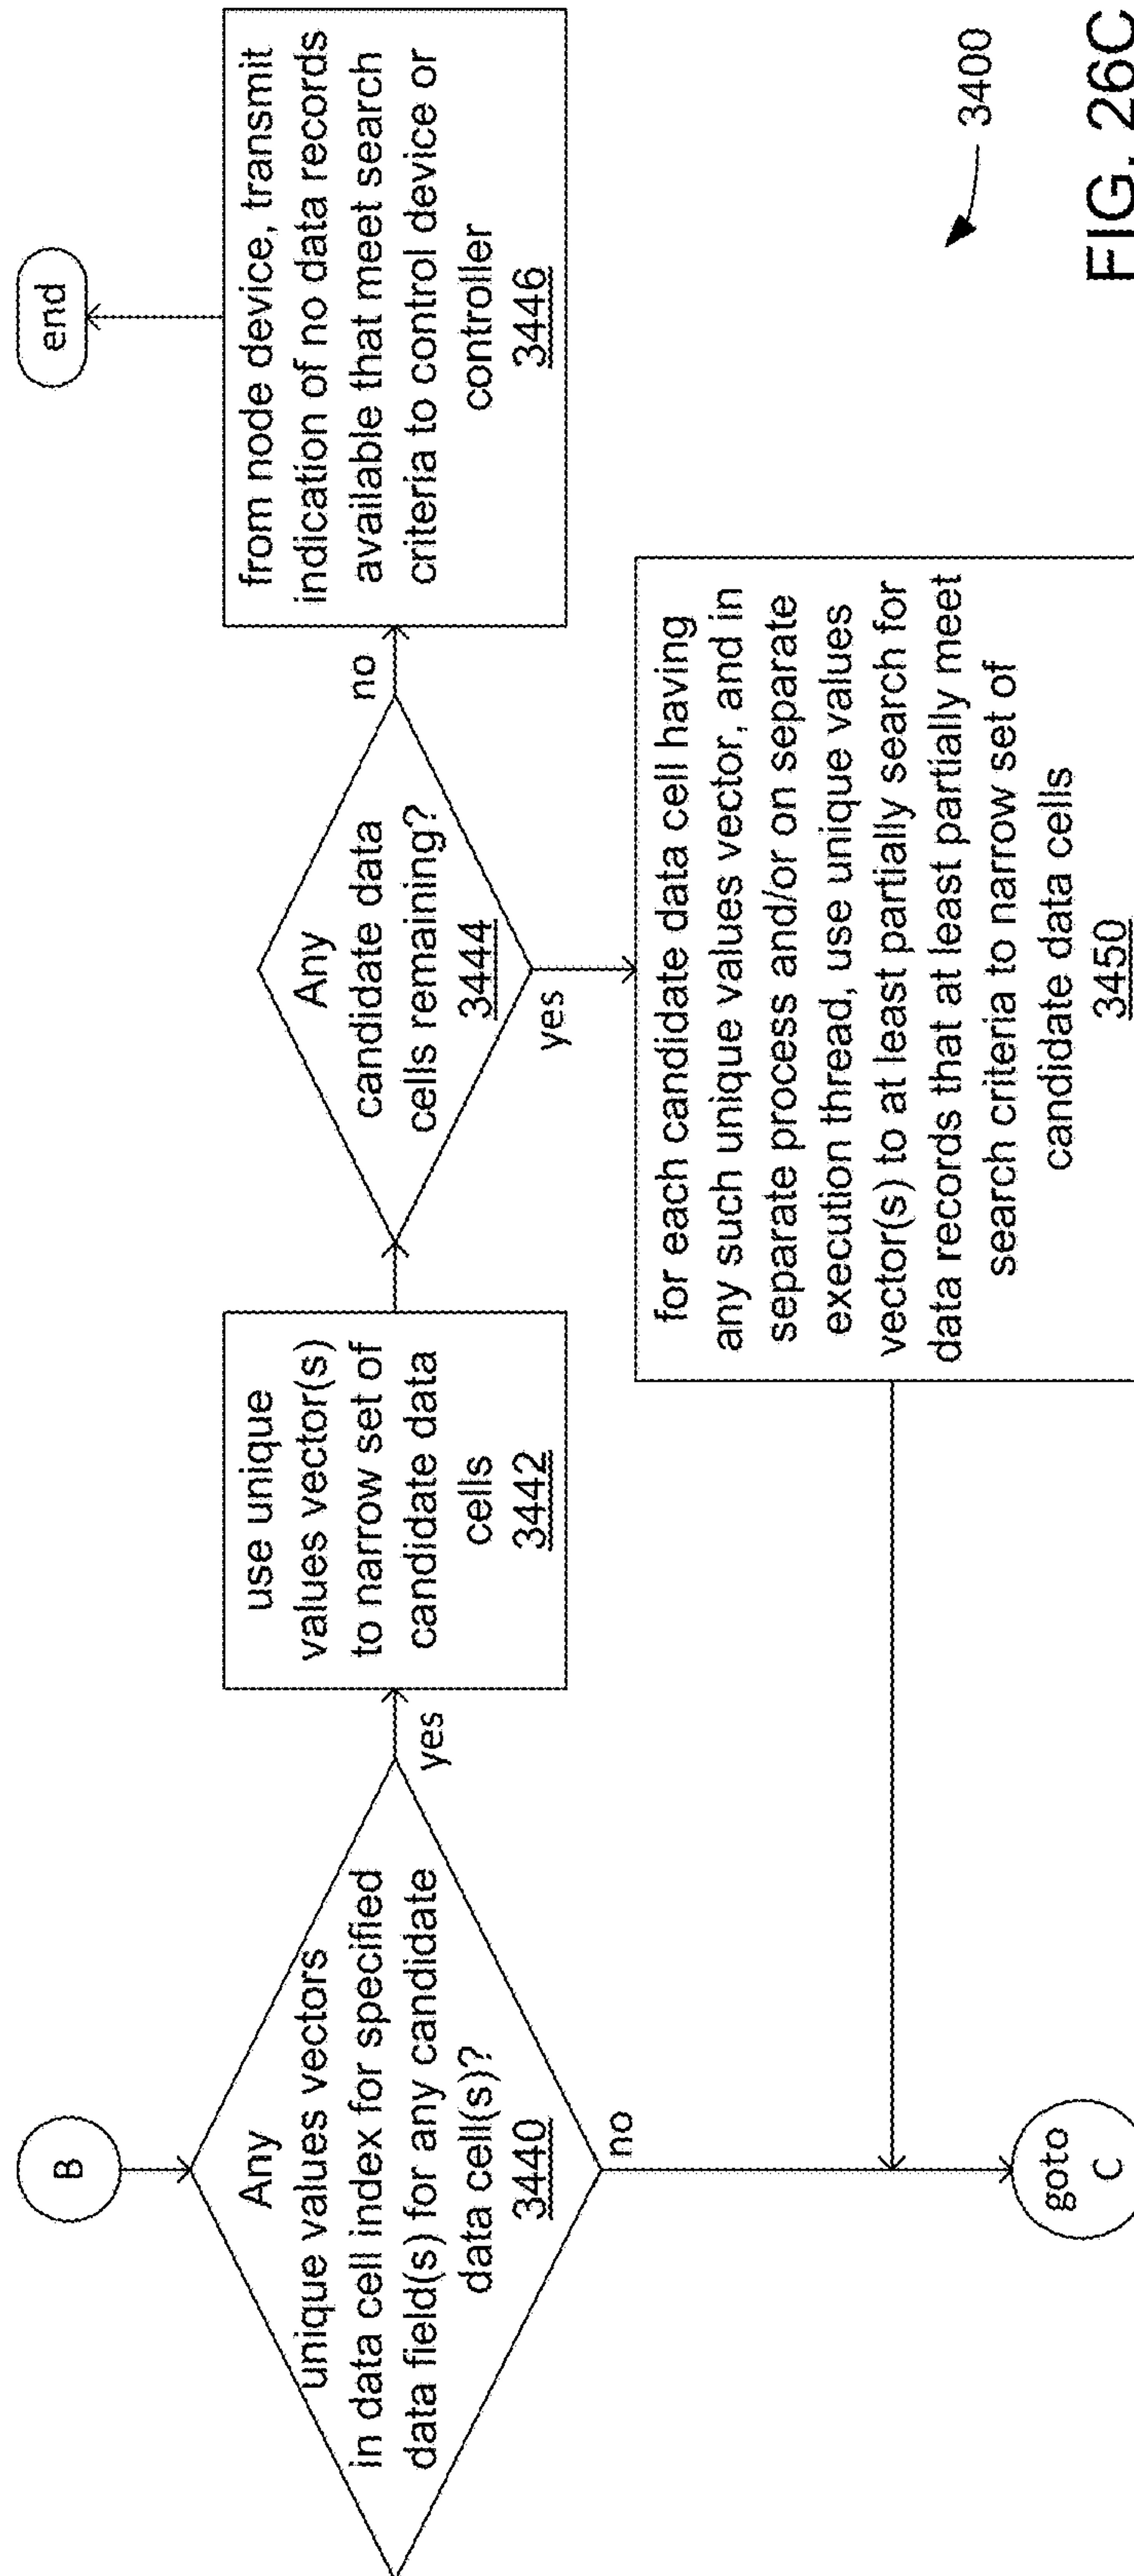 B
Any
unique values vectors
in data cell index for specified
data field(s) for any candidate
data cell(s)?
3440
yes
no
use unique
values vector(s)
to narrow set of
candidate data
cells
3442
Any
candidate data
cells remaining?
3444
no
yes
from node device, transmit
indication of no data records
available that meet search
criteria to control device or
controller
3446
end
for each candidate data cell having
any such unique values vector, and in
separate process and/or on separate
execution thread, use unique values
vector(s) to at least partially search for
data records that at least partially meet
search criteria to narrow set of
candidate data cells
3450
goto
C
3400
FIG. 26C